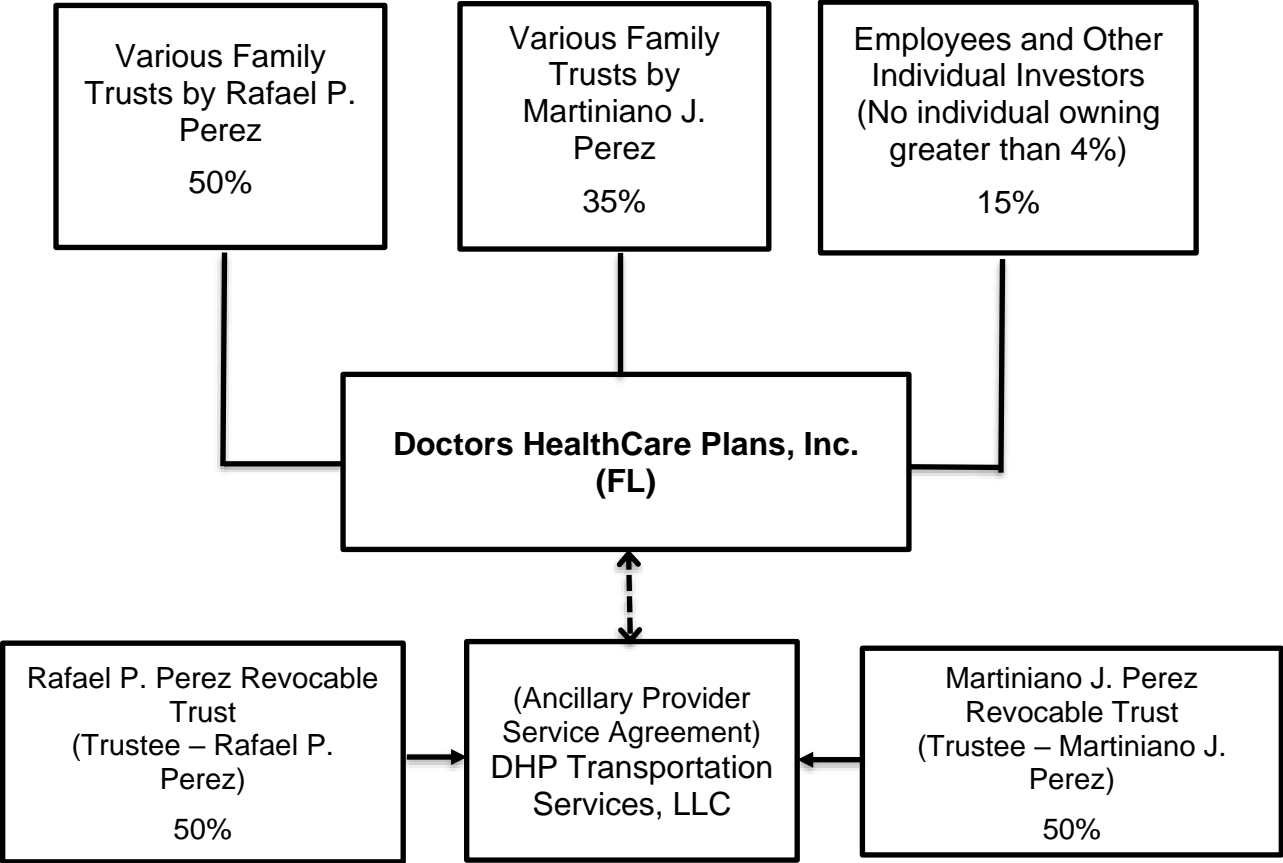 Various Family
Trusts by Rafael P.
Perez
50%
Various Family
Trusts by
Martiniano J.
Perez
35%
Employees and Other
Individual Investors
(No individual owning
greater than 4%)
15%
Doctors HealthCare Plans, Inc.
(FL)
Rafael P. Perez Revocable
Trust
(Trustee – Rafael P.
Perez)
50%
(Ancillary Provider
Service Agreement)
DHP Transportation
Services, LLC
Martiniano J. Perez
Revocable Trust
(Trustee – Martiniano J.
Perez)
50%